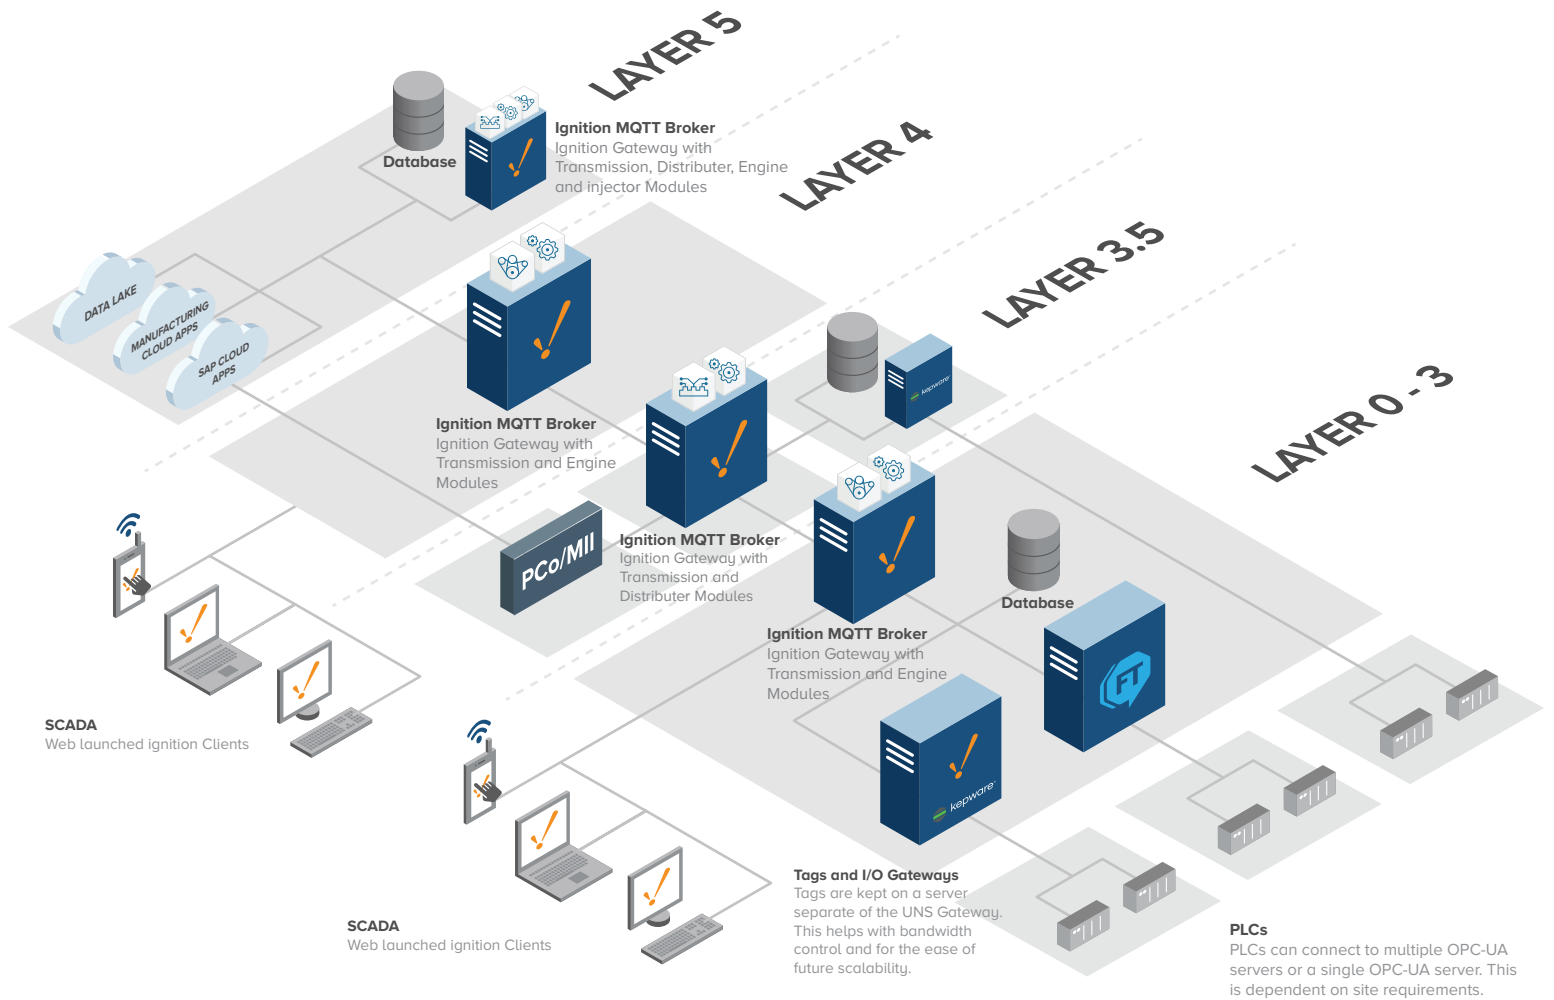 LAYER 5
LAYER 4
LAYER 3.5
LAYER 0 - 3
Database
Ignition MQTT Broker
Ignition Gateway with
Transmission, Distributer, Engine
and injector Modules
DATA LAKE
MANUFACTURING
CLOUD APPS
SAP CLOUD
APPS
Ignition MQTT Broker
Ignition Gateway with
Transmission and Engine
Modules
kepware
PCo/MII
Ignition MQTT Broker
Ignition Gateway with
Transmission and
Distributer Modules
Database
Ignition MQTT Broker
Ignition Gateway with
Transmission and Engine
Modules
FT
kepware
SCADA
Web launched ignition Clients
SCADA
Web launched ignition Clients
Tags and I/O Gateways
Tags are kept on a server
separate of the UNS Gateway.
This helps with bandwidth
control and for the ease of
future scalability.
PLCs
PLCs can connect to multiple OPC-UA
servers or a single OPC-UA server. This
is dependent on site requirements.